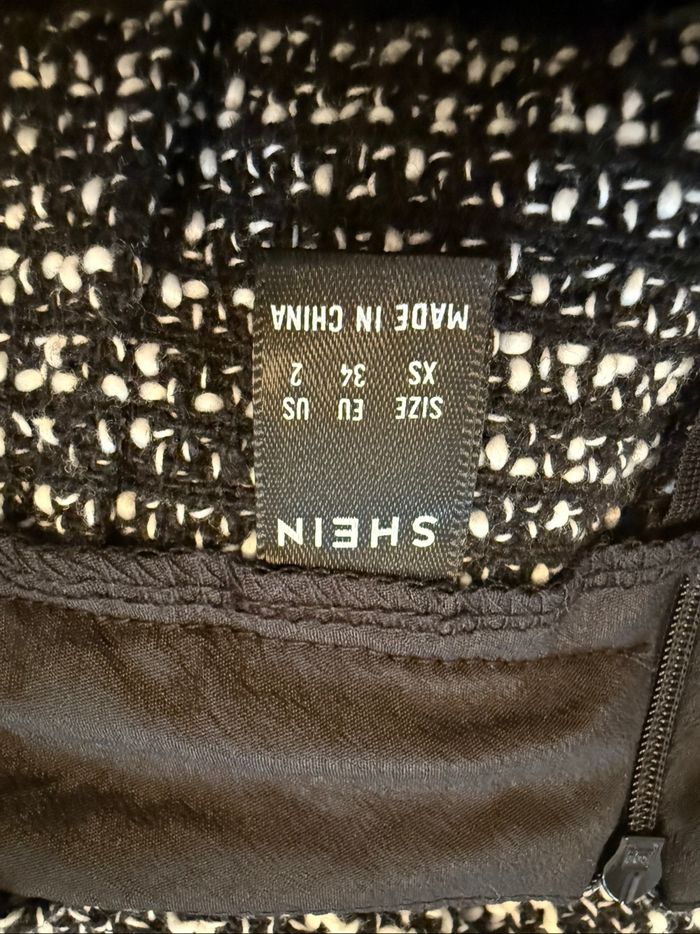 SHEIN
SIZE EU US
XS 34 2
MADE IN CHINA